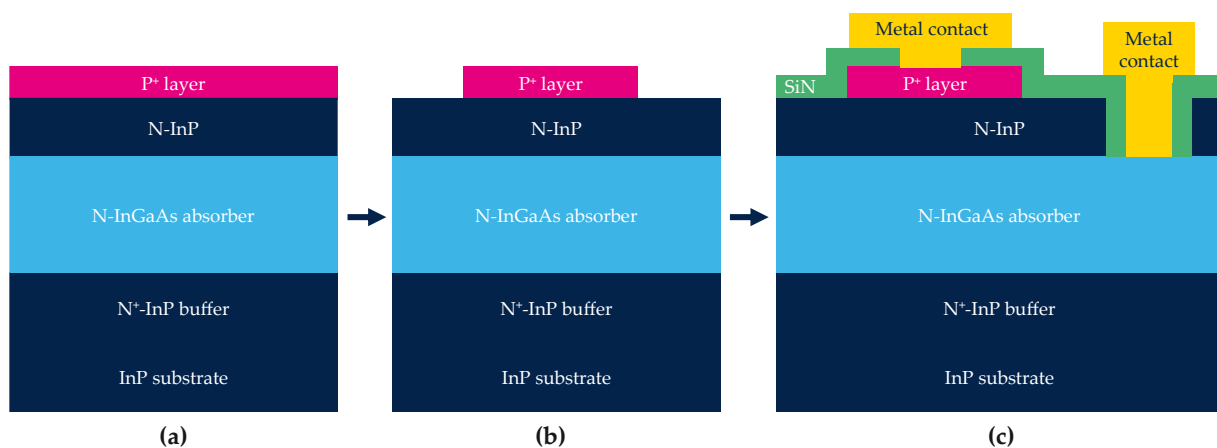 P⁺ layer
N-InP
N-InGaAs absorber
N⁺-InP buffer
InP substrate
(a)
P⁺ layer
N-InP
N-InGaAs absorber
N⁺-InP buffer
InP substrate
(b)
Metal contact
Metal
contact
SiN
P⁺ layer
N-InP
N-InGaAs absorber
N⁺-InP buffer
InP substrate
(c)